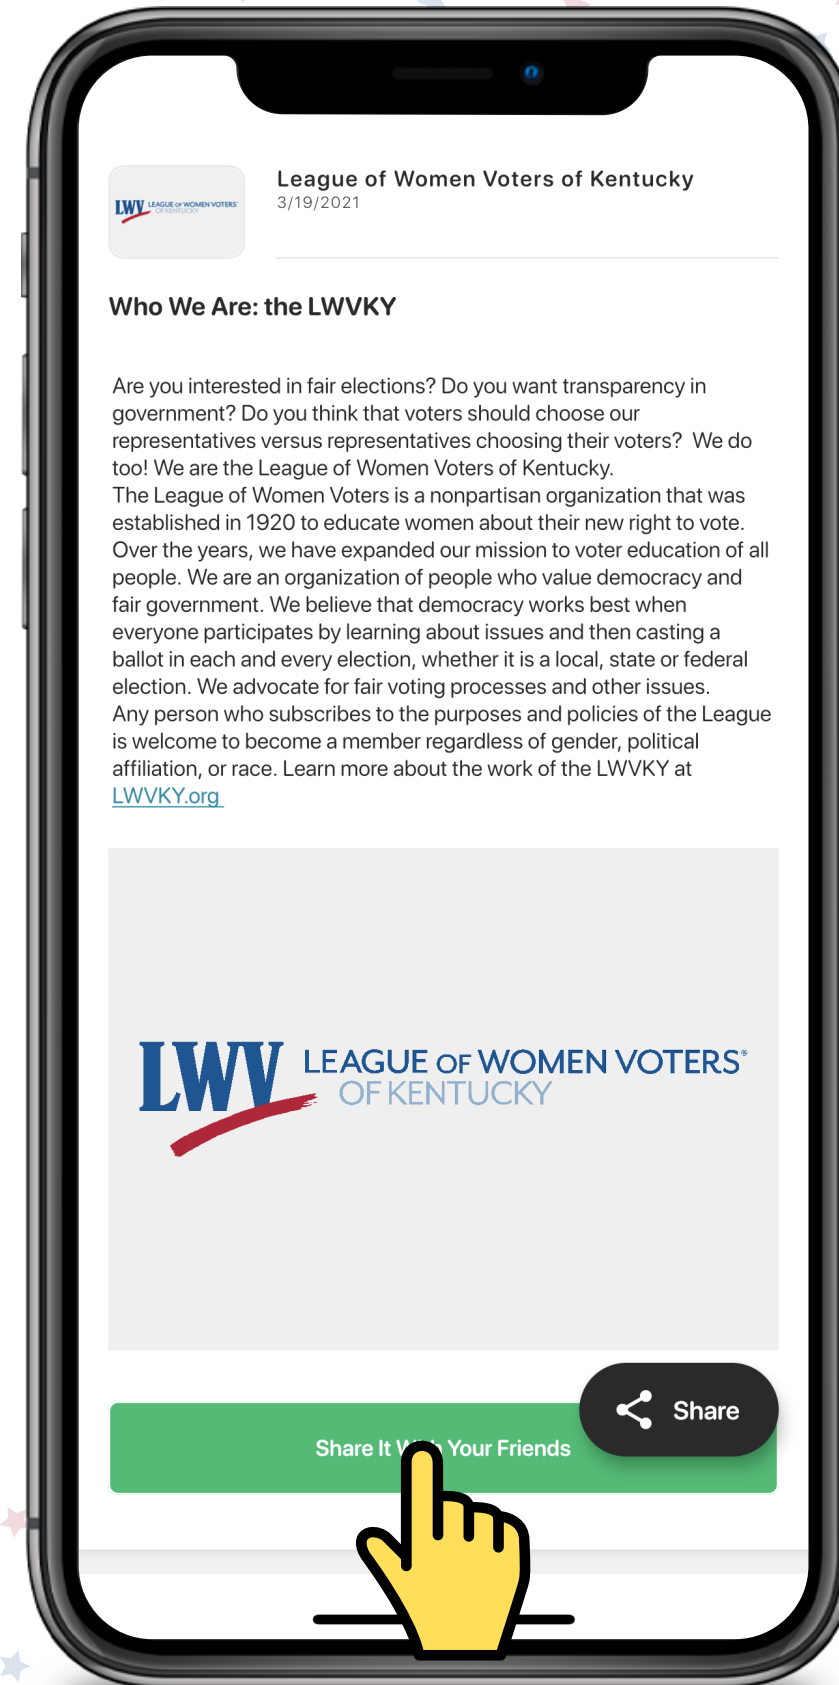 LWV LEAGUE OF WOMEN VOTERS®
OF KENTUCKY
League of Women Voters of Kentucky
3/19/2021
Who We Are: the LWVKY
Are you interested in fair elections? Do you want transparency in
government? Do you think that voters should choose our
representatives versus representatives choosing their voters?  We do
too! We are the League of Women Voters of Kentucky.
The League of Women Voters is a nonpartisan organization that was
established in 1920 to educate women about their new right to vote.
Over the years, we have expanded our mission to voter education of all
people. We are an organization of people who value democracy and
fair government. We believe that democracy works best when
everyone participates by learning about issues and then casting a
ballot in each and every election, whether it is a local, state or federal
election. We advocate for fair voting processes and other issues.
Any person who subscribes to the purposes and policies of the League
is welcome to become a member regardless of gender, political
affiliation, or race. Learn more about the work of the LWVKY at
LWVKY.org
LWV LEAGUE OF WOMEN VOTERS®
OF KENTUCKY
Share
Share It With Your Friends